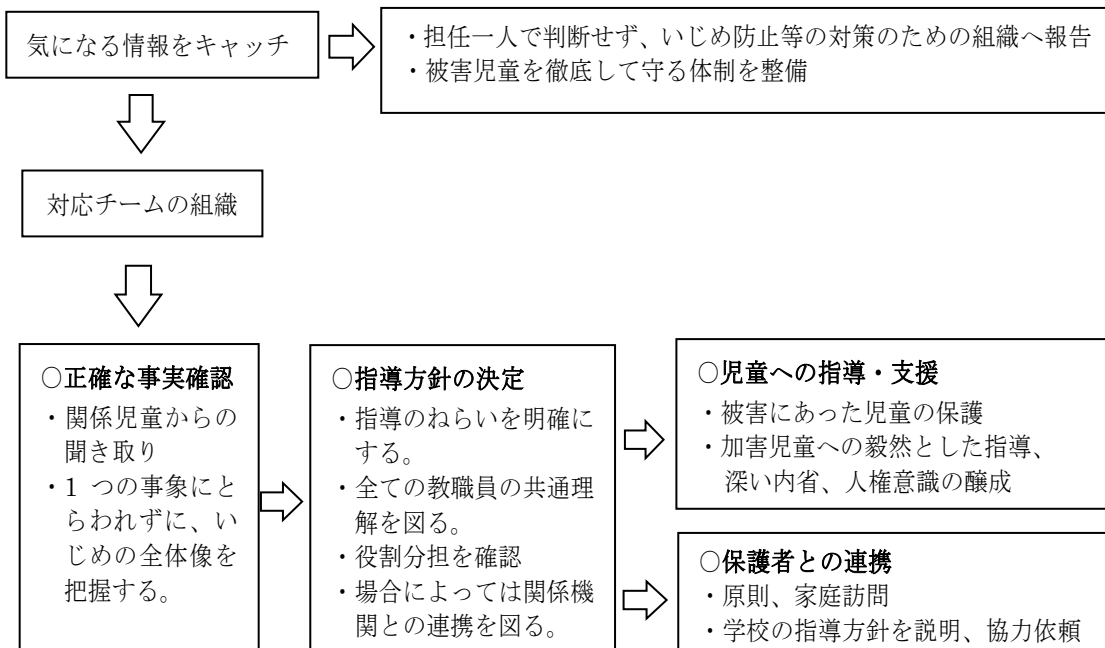 気になる情報をキャッチ
・担任一人で判断せず、いじめ防止等の対策のための組織へ報告
・被害児童を徹底して守る体制を整備
対応チームの組織
○正確な事実確認
・関係児童からの
聞き取り
・1 つの事象にと
らわれずに、い
じめの全体像を
把握する。
○指導方針の決定
・指導のねらいを明確に
する。
・全ての教職員の共通理
解を図る。
・役割分担を確認
・場合によっては関係機
関との連携を図る。
○児童への指導・支援
・被害にあった児童の保護
・加害児童への毅然とした指導、
深い内省、人権意識の醸成
○保護者との連携
・原則、家庭訪問
・学校の指導方針を説明、協力依頼